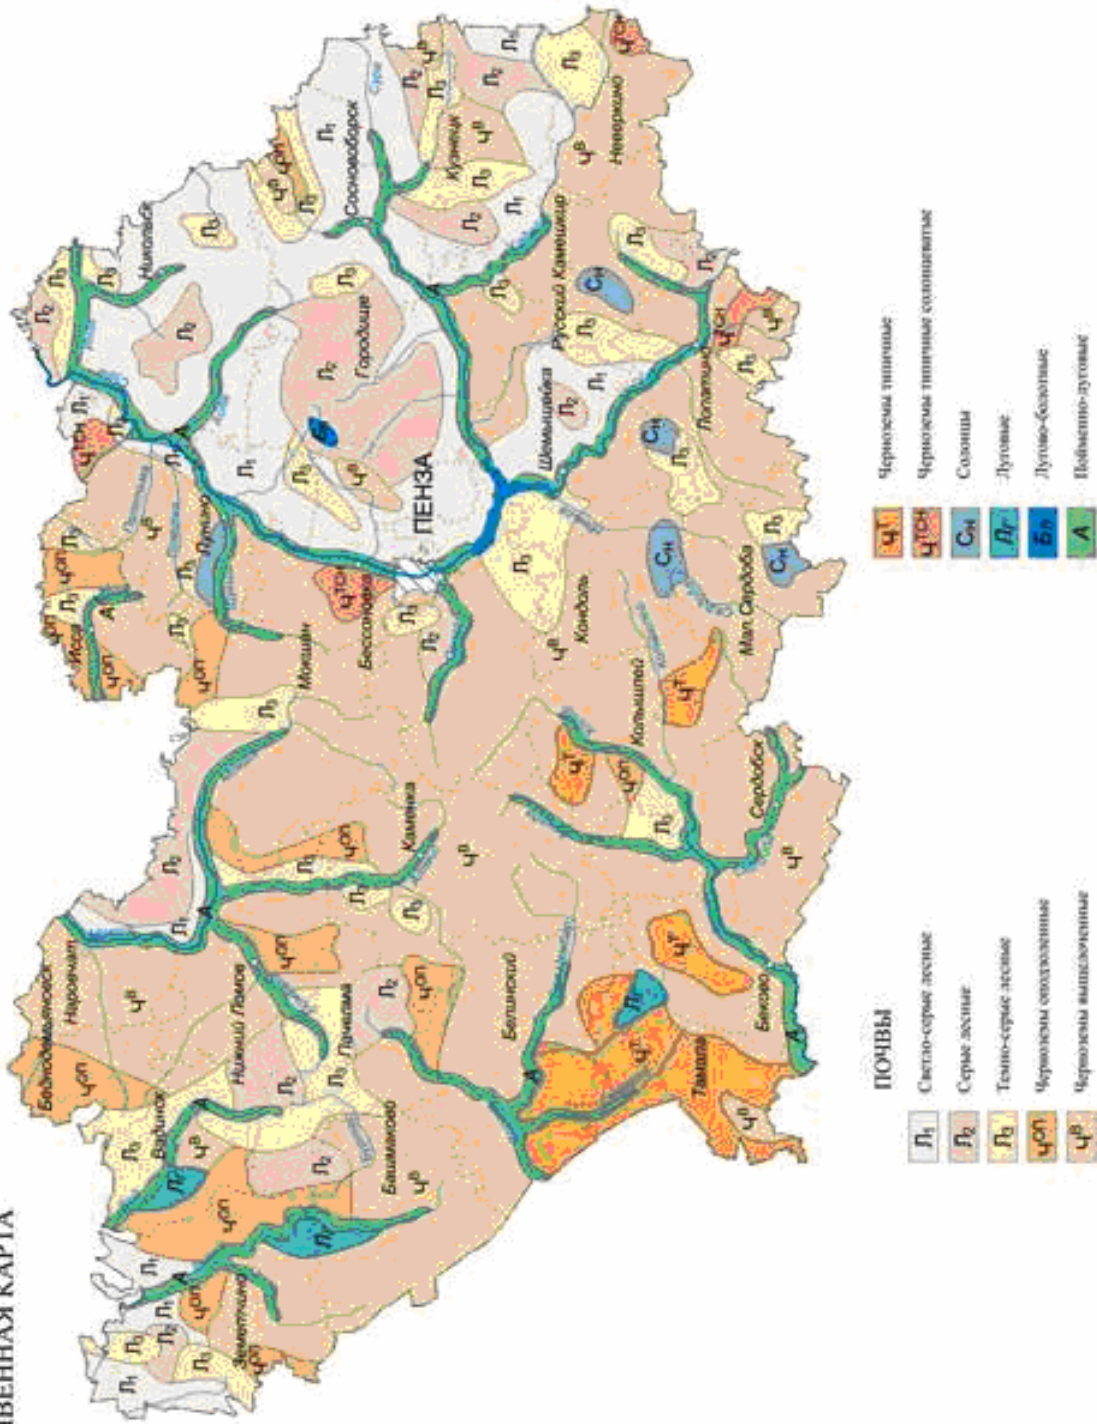 ВЕННАЯ КАРТА
Беднодемьяновск
Наровчат
Вадинск
Нижний Ломов
Земетчино
Башмаково
Пачелма
Каменка
Белинский
Тамала
Беково
Сердобск
Колышлей
Мал. Сердоба
Кондоль
Исса
Лунино
Мокшан
Бессоновка
ПЕНЗА
Городище
Никольск
Сосновоборск
Кузнецк
Неверкино
Русский Камешкир
Шемышейка
Лопатино
Сура
ПОЧВЫ
Л1 Светло-серые лесные
Л2 Серые лесные
Л3 Темно-серые лесные
Чоп Черноземы оподзоленные
Чв Черноземы выщелоченные
Чт Черноземы типичные
Чтсн Черноземы типичные солонцеватые
Сн Солонцы
Лг Луговые
Бл Лугово-болотные
А Пойменно-луговые